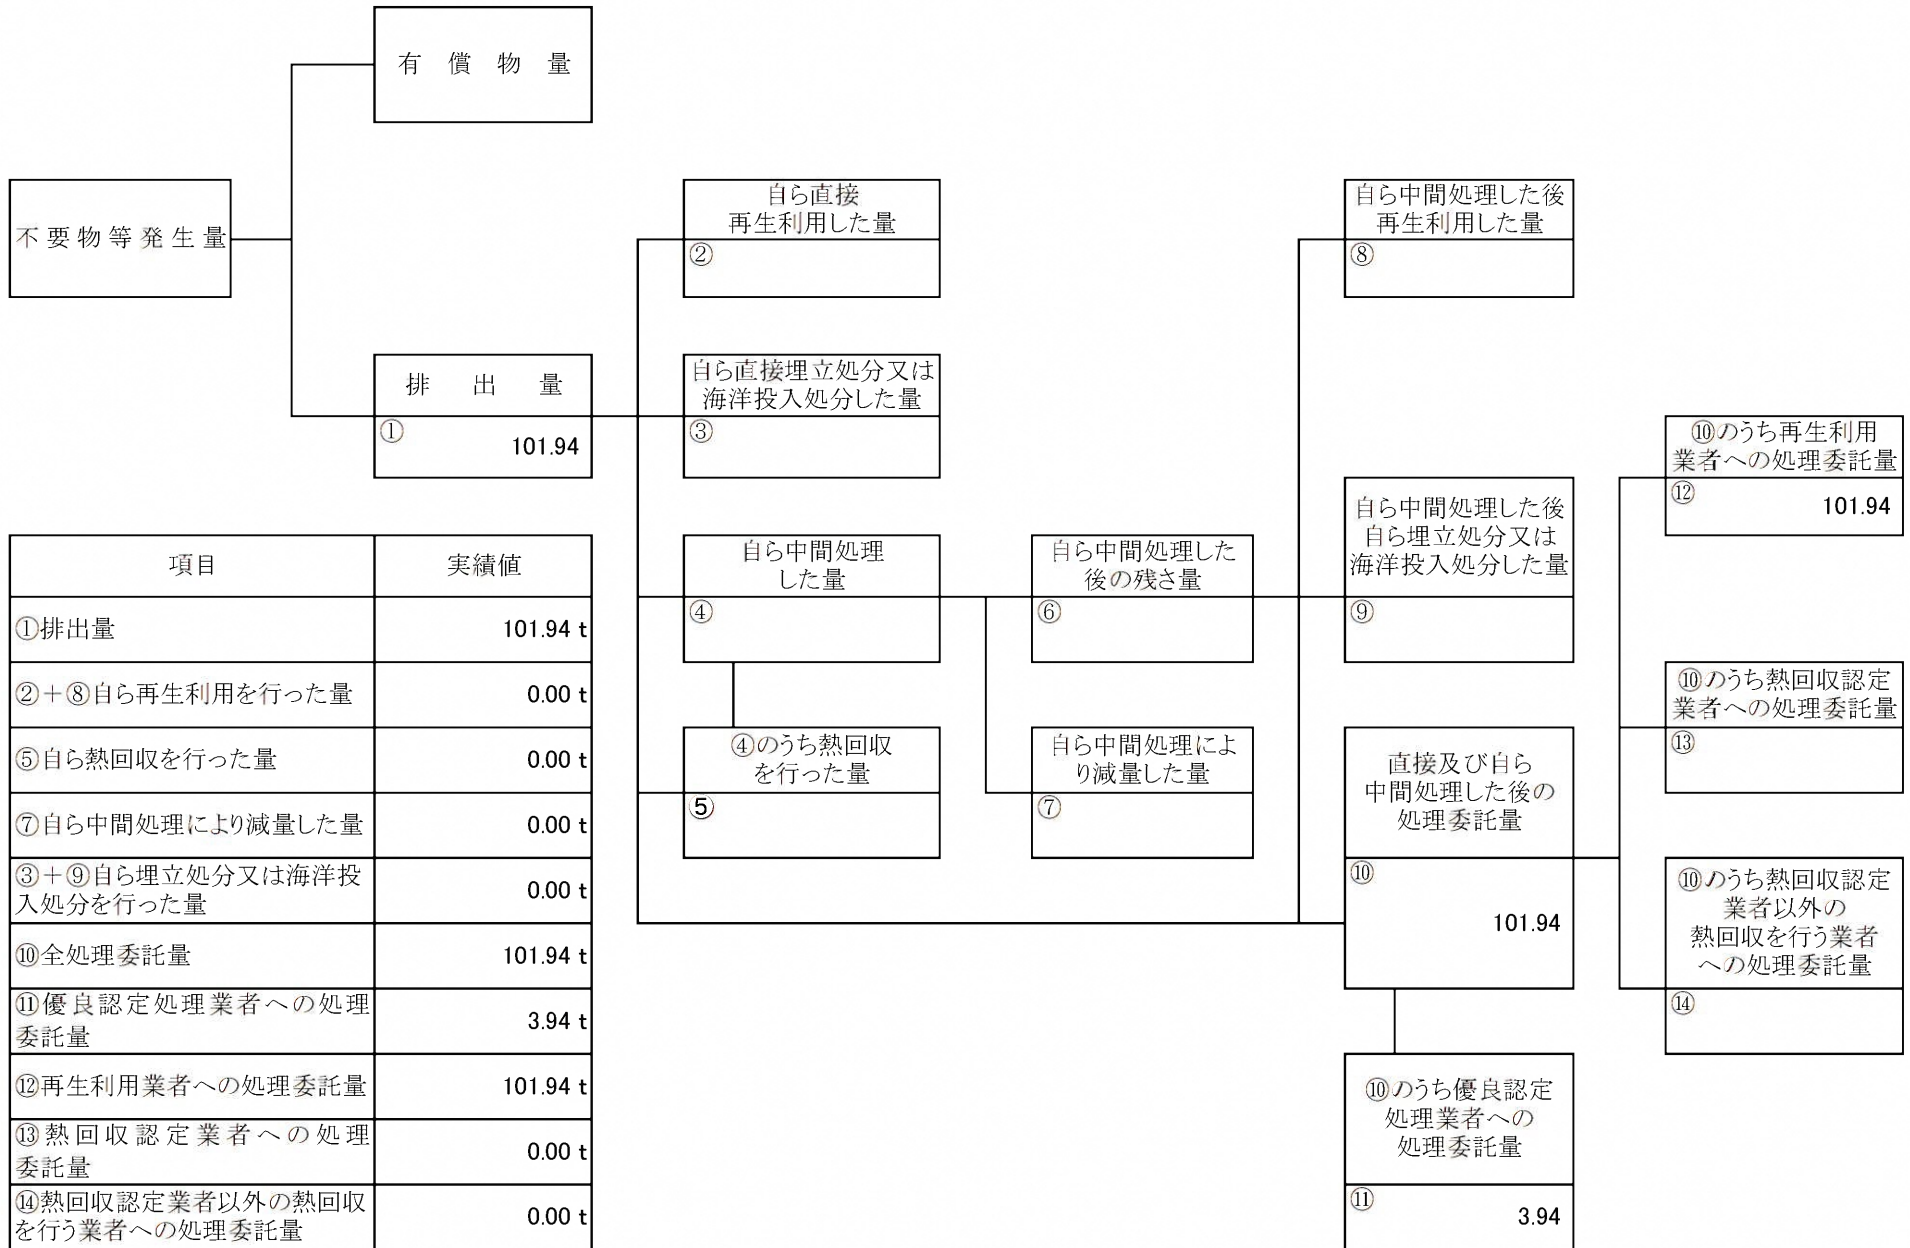 有償物量
不要物等発生量
自ら直接
再生利用した量
②
自ら中間処理した後
再生利用した量
⑧
排出量
①
101.94
自ら直接埋立処分又は
海洋投入処分した量
③
⑩のうち再生利用
業者への処理委託量
⑫
101.94
自ら中間処理
した量
④
自ら中間処理した
後の残さ量
⑥
自ら中間処理した後
自ら埋立処分又は
海洋投入処分した量
⑨
⑩のうち熱回収認定
業者への処理委託量
⑬
④のうち熱回収
を行った量
⑤
自ら中間処理によ
り減量した量
⑦
直接及び自ら
中間処理した後の
処理委託量
⑩
101.94
⑩のうち熱回収認定
業者以外の
熱回収を行う業者
への処理委託量
⑭
⑩のうち優良認定
処理業者への
処理委託量
⑪
3.94
項目 実績値
①排出量 101.94 t
②+⑧自ら再生利用を行った量 0.00 t
⑤自ら熱回収を行った量 0.00 t
⑦自ら中間処理により減量した量 0.00 t
③+⑨自ら埋立処分又は海洋投
入処分を行った量 0.00 t
⑩全処理委託量 101.94 t
⑪優良認定処理業者への処理
委託量 3.94 t
⑫再生利用業者への処理委託量 101.94 t
⑬熱回収認定業者への処理
委託量 0.00 t
⑭熱回収認定業者以外の熱回収
を行う業者への処理委託量 0.00 t